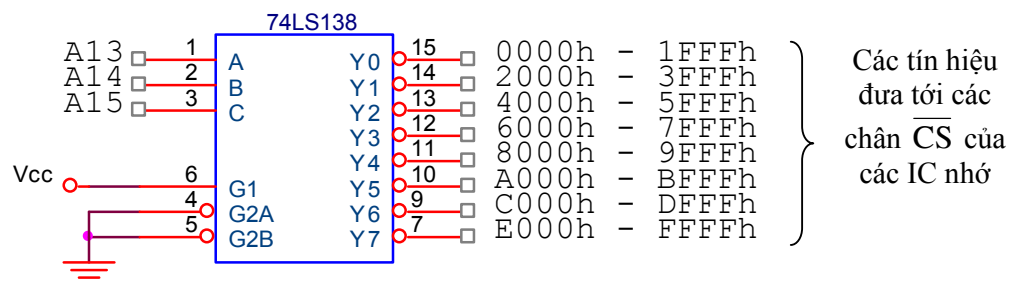 74LS138
A13 1 A Y0 15 0000h - 1FFFh
A14 2 B Y1 14 2000h - 3FFFh
A15 3 C Y2 13 4000h - 5FFFh
Y3 12 6000h - 7FFFh
Y4 11 8000h - 9FFFh
Vcc 6 G1 Y5 10 A000h - BFFFh
4 G2A Y6 9 C000h - DFFFh
5 G2B Y7 7 E000h - FFFFh
Các tín hiệu
đưa tới các
chân C̅S̅ của
các IC nhớ